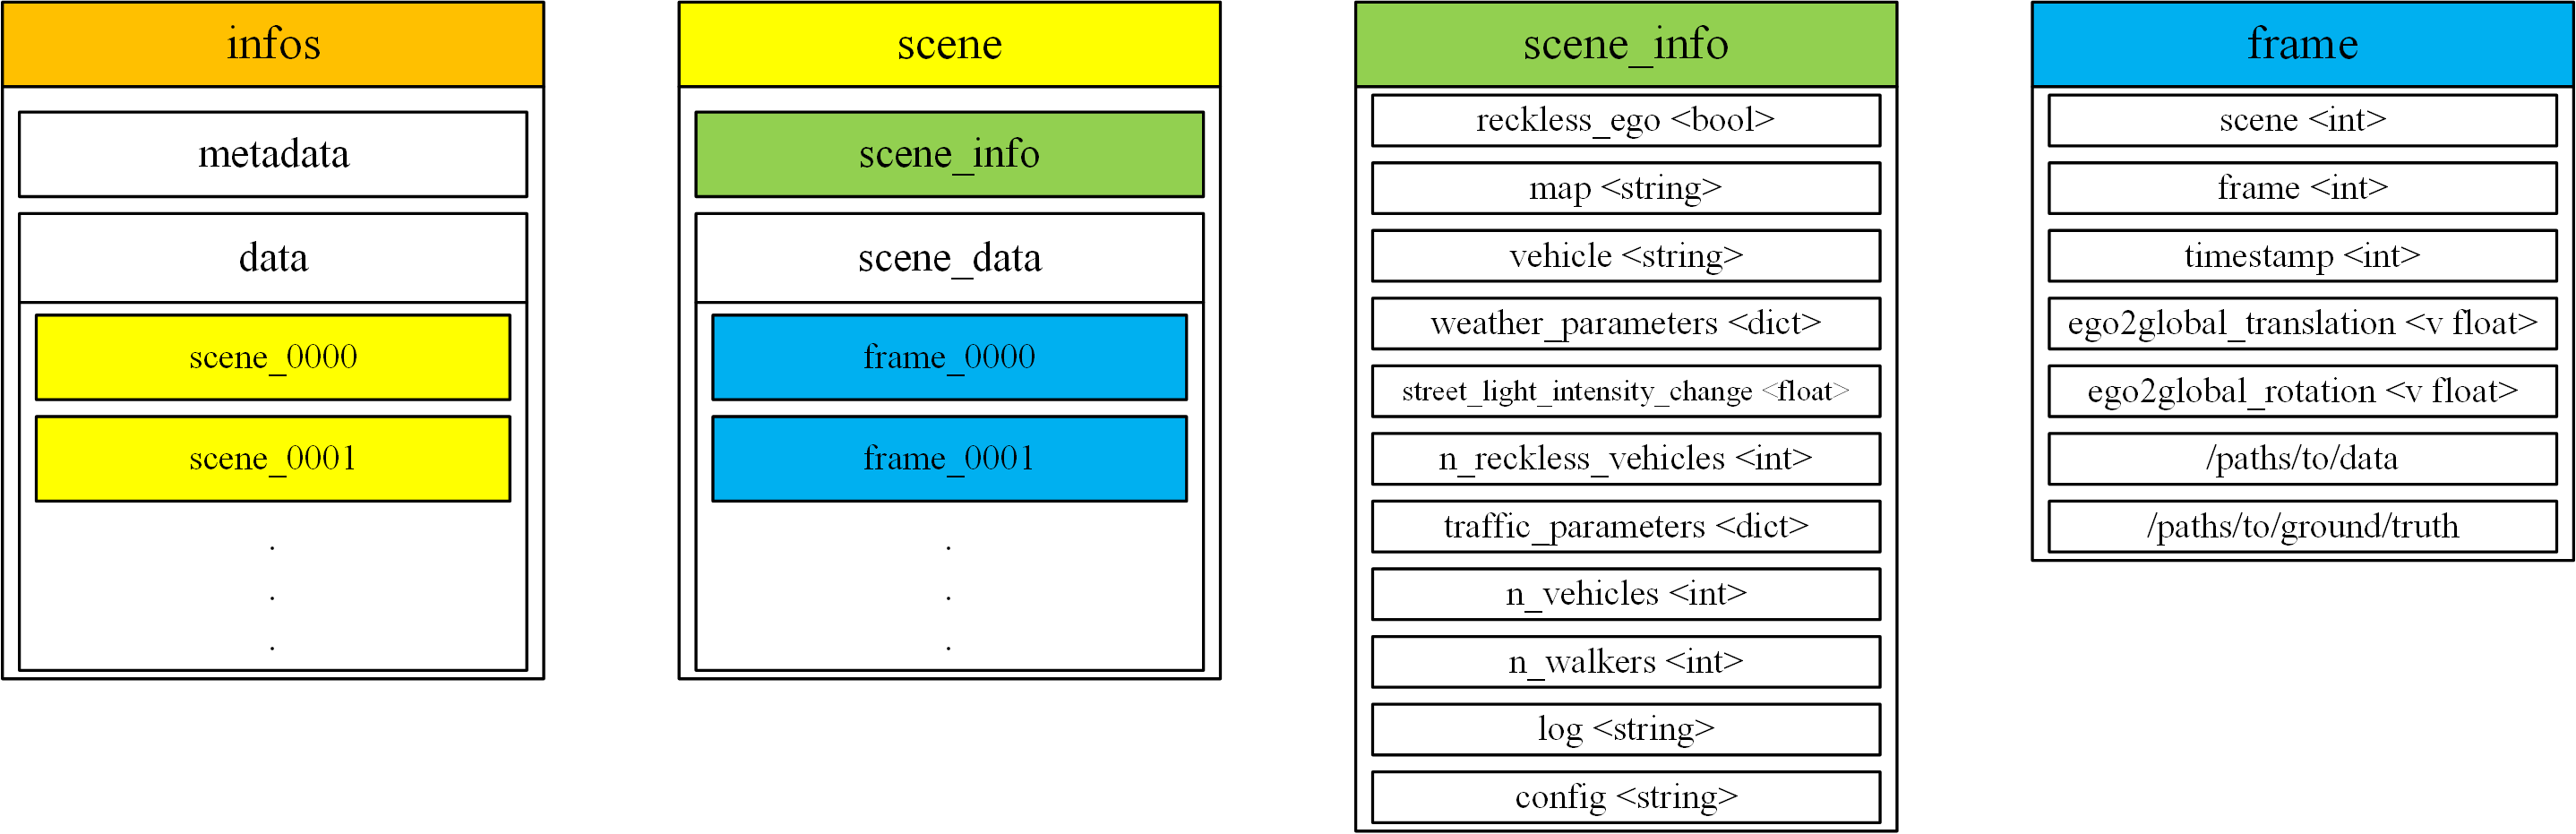 infos
metadata
data
scene_0000
scene_0001
.
.
.
scene
scene_info
scene_data
frame_0000
frame_0001
.
.
.
scene_info
reckless_ego <bool>
map <string>
vehicle <string>
weather_parameters <dict>
street_light_intensity_change <float>
n_reckless_vehicles <int>
traffic_parameters <dict>
n_vehicles <int>
n_walkers <int>
log <string>
config <string>
frame
scene <int>
frame <int>
timestamp <int>
ego2global_translation <v float>
ego2global_rotation <v float>
/paths/to/data
/paths/to/ground/truth